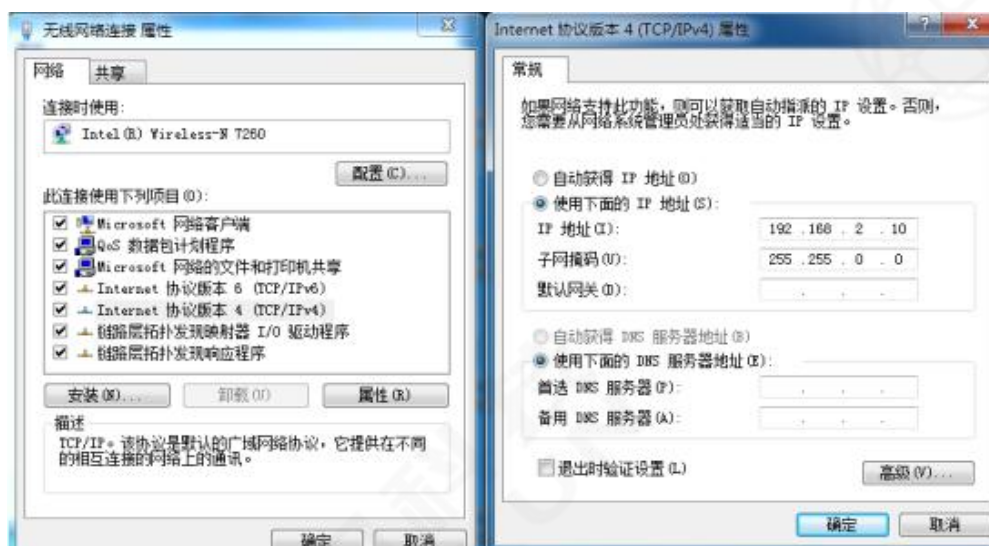 无线网络连接 属性
网络
共享
连接时使用:
Intel(R) Wireless-N 7260
配置(C)...
此连接使用下列项目(O):
Microsoft 网络客户端
QoS 数据包计划程序
Microsoft 网络的文件和打印机共享
Internet 协议版本 6 (TCP/IPv6)
Internet 协议版本 4 (TCP/IPv4)
链路层拓扑发现映射器 I/O 驱动程序
链路层拓扑发现响应程序
安装(N)...
卸载(U)
属性(R)
描述
TCP/IP。该协议是默认的广域网络协议，它提供在不同
的相互连接的网络上的通讯。
确定
取消
Internet 协议版本 4 (TCP/IPv4) 属性
常规
如果网络支持此功能，则可以获取自动指派的 IP 设置。否则，
您需要从网络系统管理员处获得适当的 IP 设置。
自动获得 IP 地址(O)
使用下面的 IP 地址(S):
IP 地址(I): 192 .168 . 2 . 10
子网掩码(U): 255 .255 . 0 . 0
默认网关(D):
自动获得 DNS 服务器地址(B)
使用下面的 DNS 服务器地址(E):
首选 DNS 服务器(P):
备用 DNS 服务器(A):
退出时验证设置(L)
高级(V)...
确定
取消